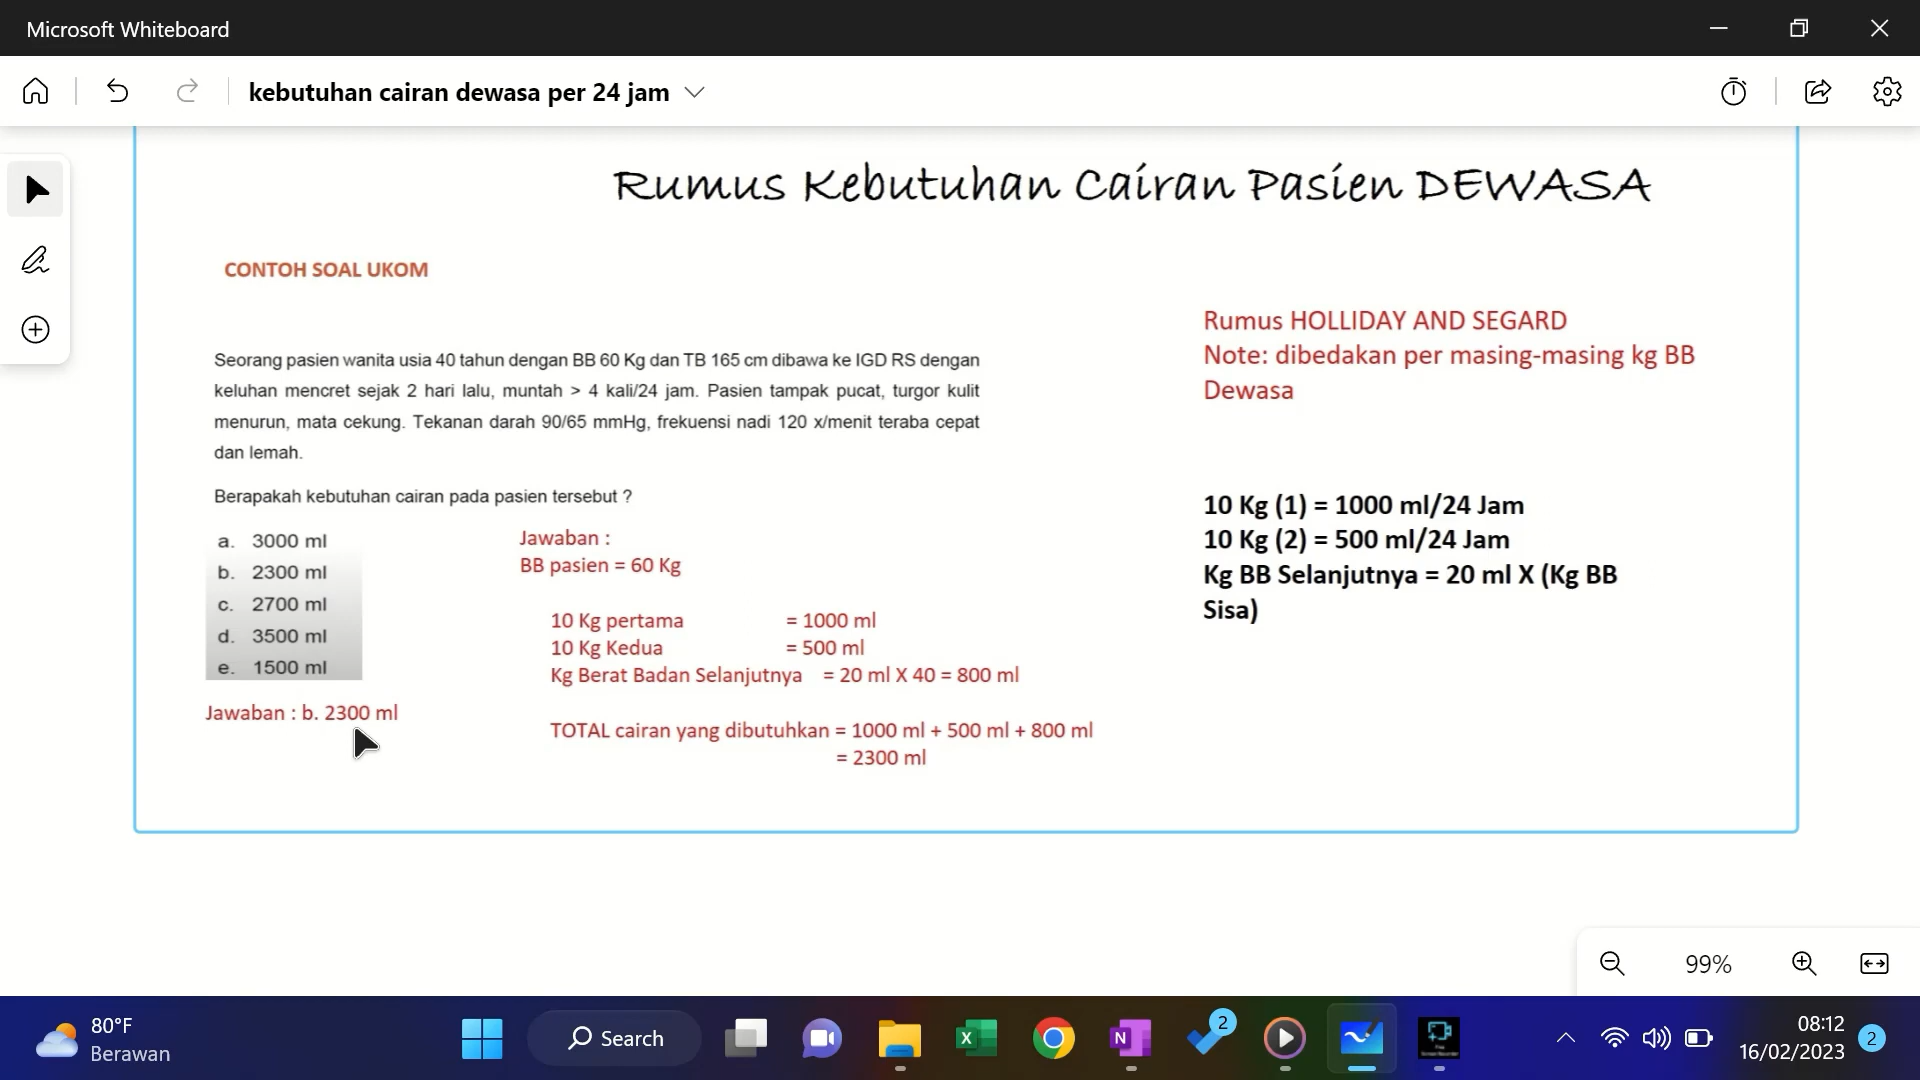 Microsoft Whiteboard
kebutuhan cairan dewasa per 24 jam
Rumus Kebutuhan Cairan Pasien DEWASA
CONTOH SOAL UKOM
Seorang pasien wanita usia 40 tahun dengan BB 60 Kg dan TB 165 cm dibawa ke IGD RS dengan
keluhan mencret sejak 2 hari lalu, muntah > 4 kali/24 jam. Pasien tampak pucat, turgor kulit
menurun, mata cekung. Tekanan darah 90/65 mmHg, frekuensi nadi 120 x/menit teraba cepat
dan lemah.
Berapakah kebutuhan cairan pada pasien tersebut ?
a. 3000 ml
b. 2300 ml
c. 2700 ml
d. 3500 ml
e. 1500 ml
Jawaban : b. 2300 ml
Jawaban :
BB pasien = 60 Kg
10 Kg pertama = 1000 ml
10 Kg Kedua = 500 ml
Kg Berat Badan Selanjutnya = 20 ml X 40 = 800 ml
TOTAL cairan yang dibutuhkan = 1000 ml + 500 ml + 800 ml
= 2300 ml
Rumus HOLLIDAY AND SEGARD
Note: dibedakan per masing-masing kg BB
Dewasa
10 Kg (1) = 1000 ml/24 Jam
10 Kg (2) = 500 ml/24 Jam
Kg BB Selanjutnya = 20 ml X (Kg BB
Sisa)
99%
80°F
Berawan
Search
2
08:12
16/02/2023
2